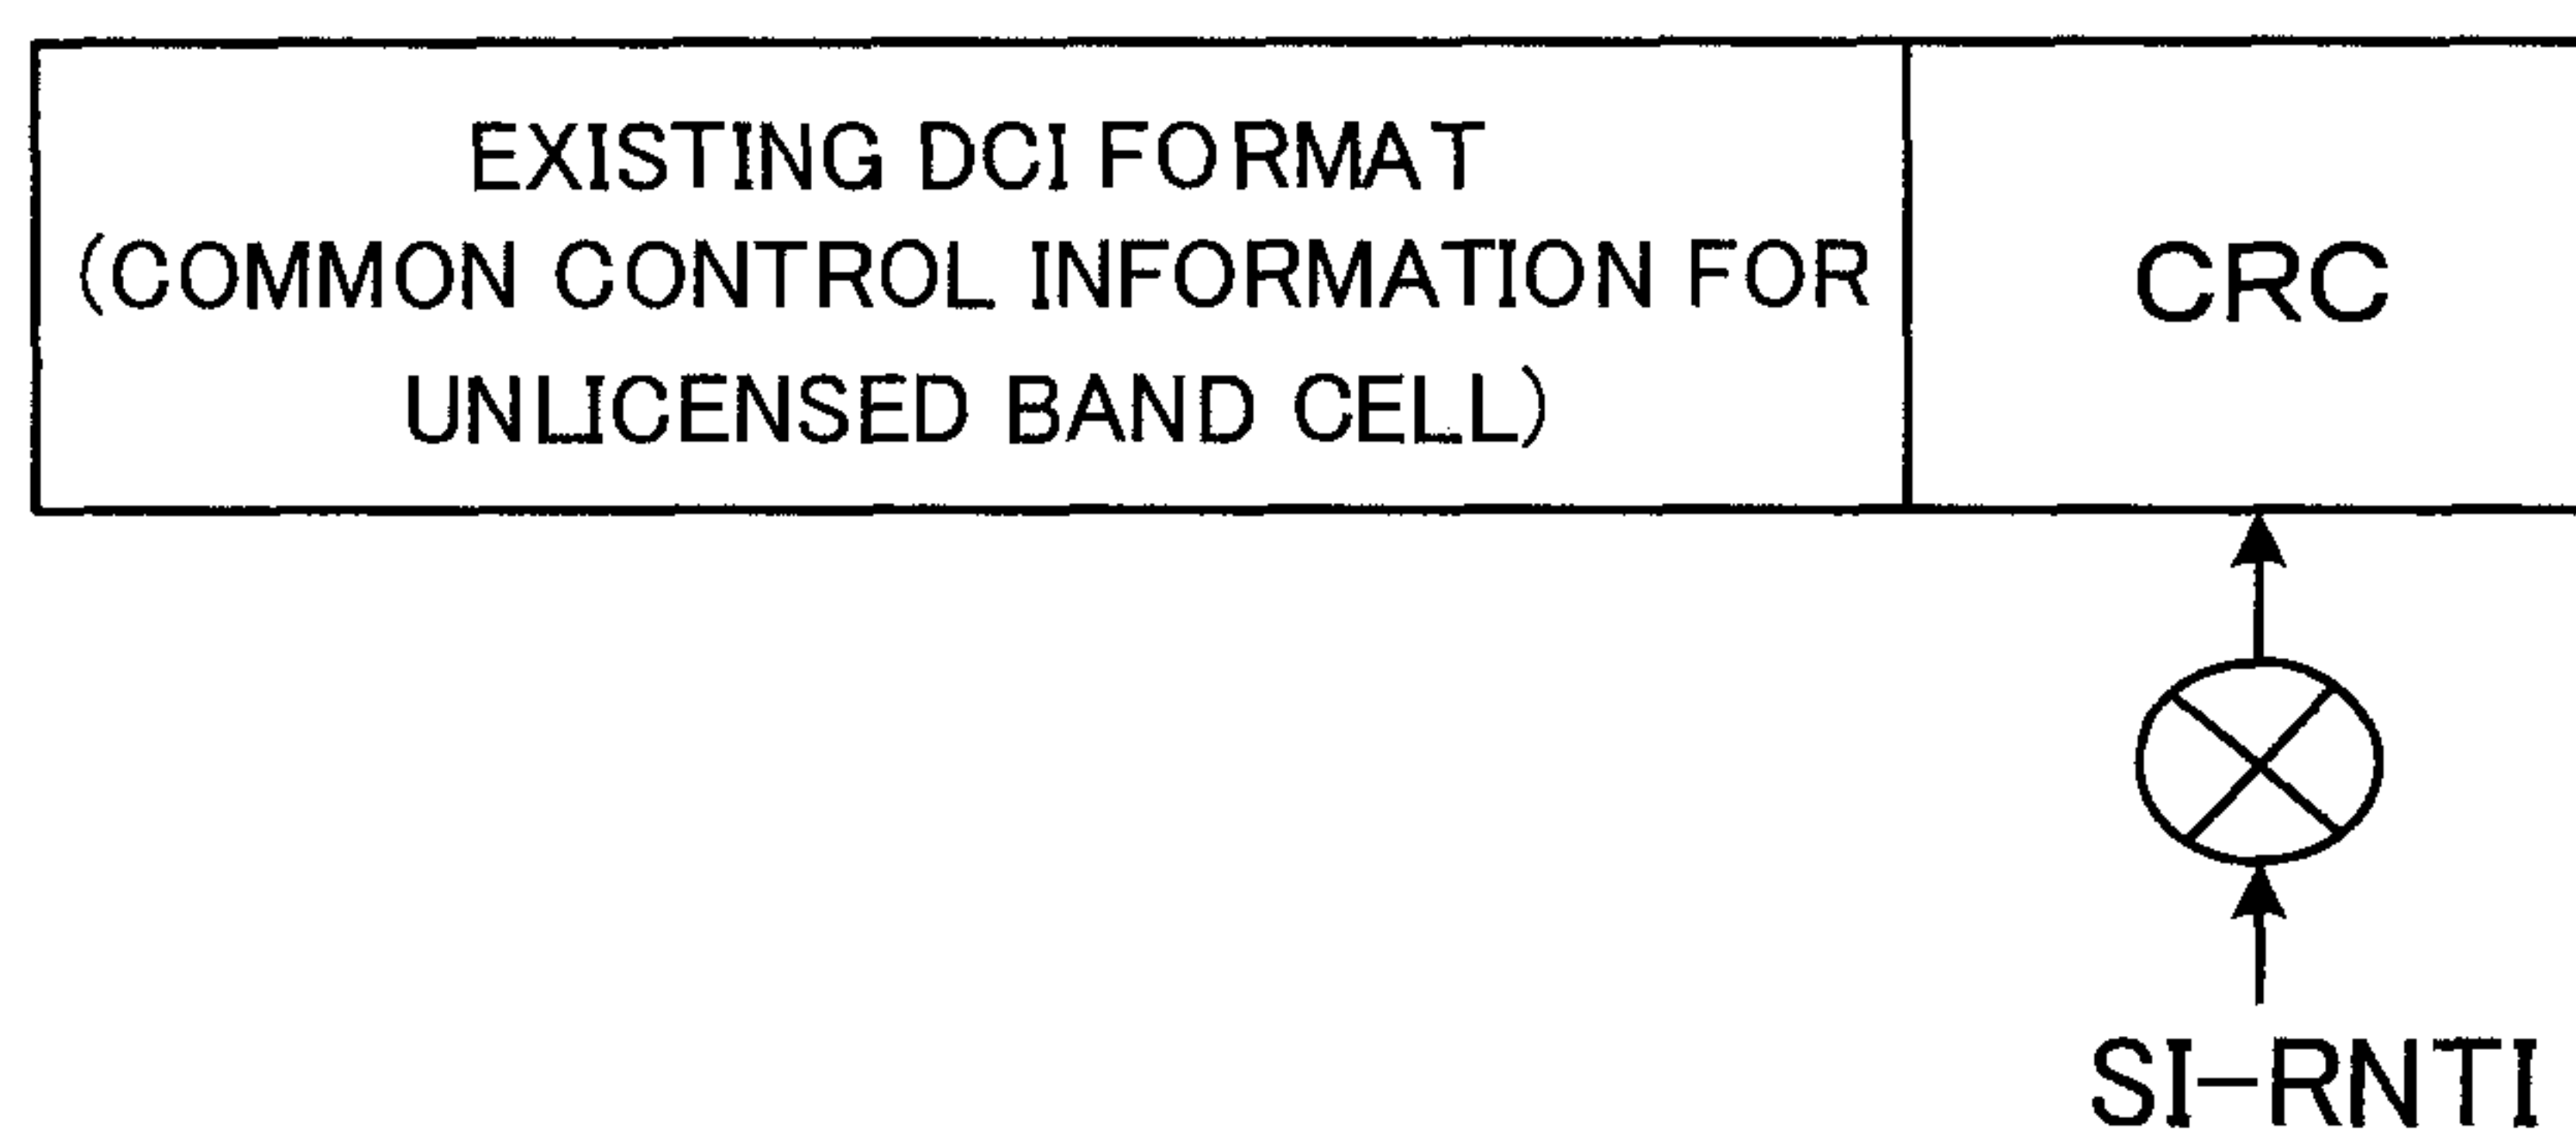 EXISTING DCI FORMAT
(COMMON CONTROL INFORMATION FOR
UNLICENSED BAND CELL)
CRC
SI-RNTI